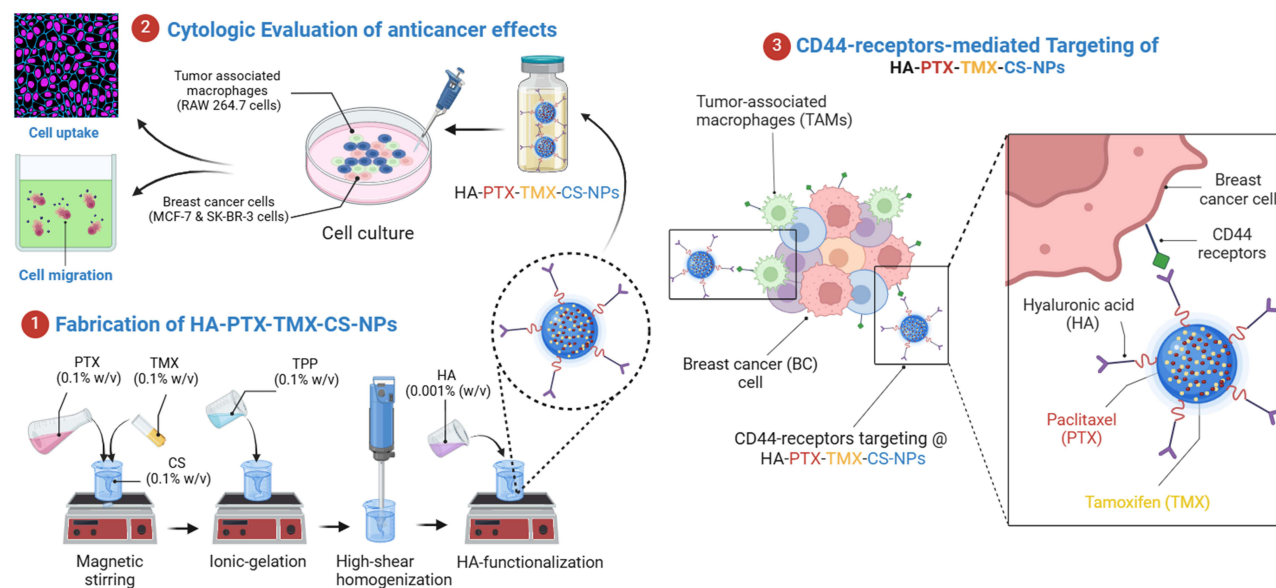 2 Cytologic Evaluation of anticancer effects
Tumor associated
macrophages
(RAW 264.7 cells)
Cell uptake
Breast cancer cells
(MCF-7 & SK-BR-3 cells)
Cell culture
HA-PTX-TMX-CS-NPs
Cell migration
1 Fabrication of HA-PTX-TMX-CS-NPs
PTX
(0.1% w/v)
TMX
(0.1% w/v)
CS
(0.1% w/v)
TPP
(0.1% w/v)
HA
(0.001% (w/v)
Magnetic
stirring
Ionic-gelation
High-shear
homogenization
HA-functionalization
3 CD44-receptors-mediated Targeting of
HA-PTX-TMX-CS-NPs
Tumor-associated
macrophages (TAMs)
Breast cancer (BC)
cell
CD44-receptors targeting @
HA-PTX-TMX-CS-NPs
Breast
cancer cell
CD44
receptors
Hyaluronic acid
(HA)
Paclitaxel
(PTX)
Tamoxifen (TMX)